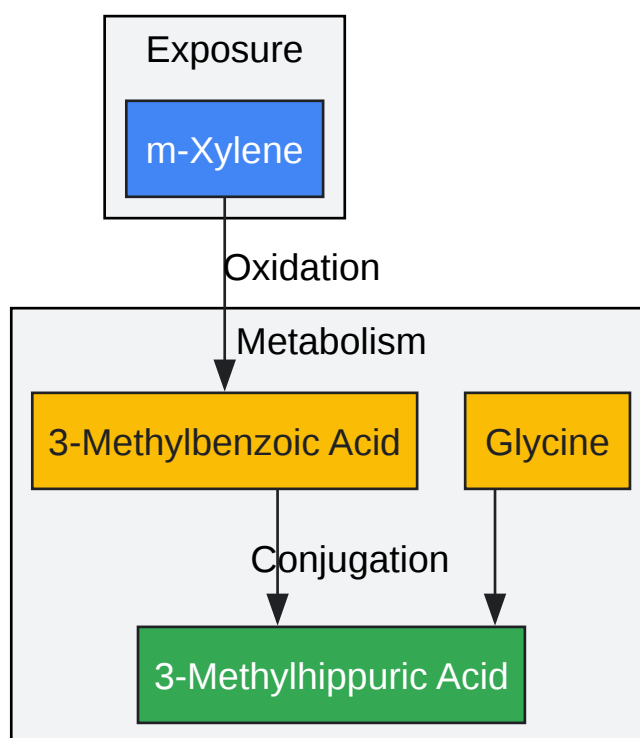 Exposure
m-Xylene
Oxidation
Metabolism
3-Methylbenzoic Acid
Glycine
Conjugation
3-Methylhippuric Acid